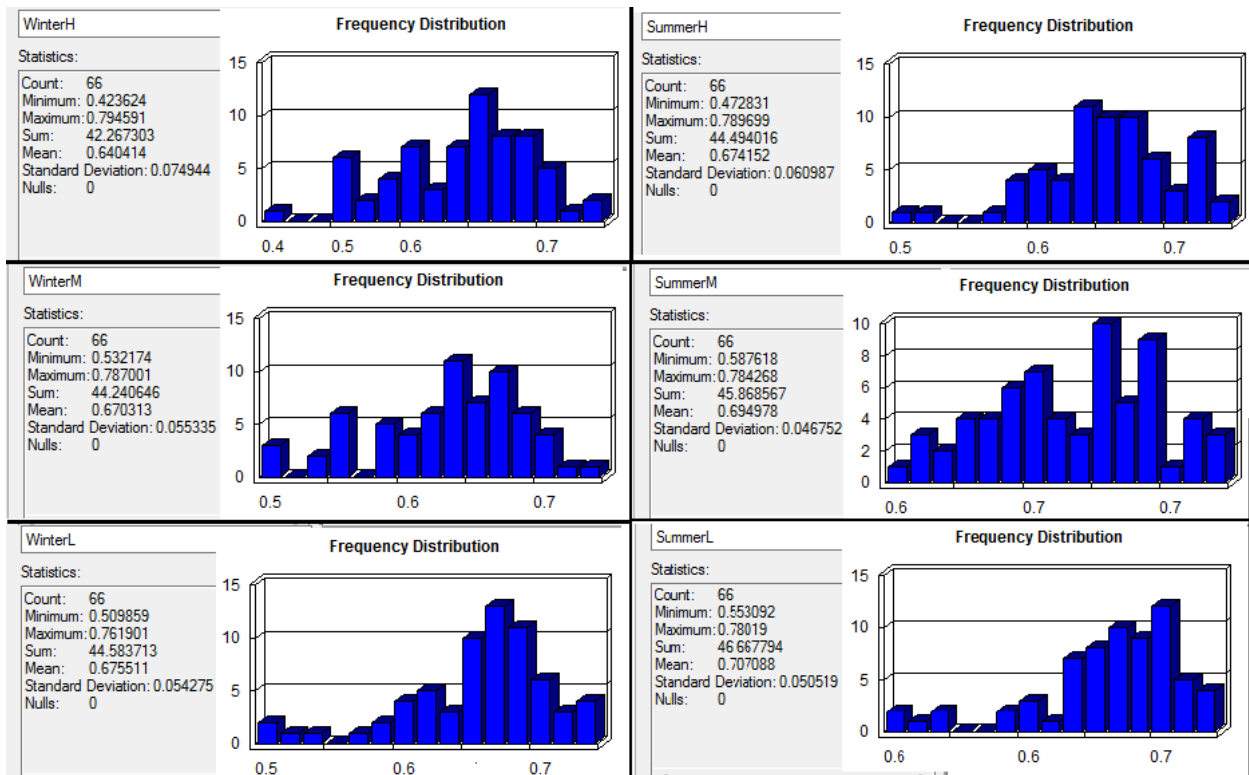 WinterH
Frequency Distribution
Statistics:
Count: 66
Minimum: 0.423624
Maximum: 0.794591
Sum: 42.267303
Mean: 0.640414
Standard Deviation: 0.074944
Nulls: 0
15
10
5
0
0.4 0.5 0.6 0.7
SummerH
Frequency Distribution
Statistics:
Count: 66
Minimum: 0.472831
Maximum: 0.789699
Sum: 44.494016
Mean: 0.674152
Standard Deviation: 0.060987
Nulls: 0
15
10
5
0
0.5 0.6 0.7
WinterM
Frequency Distribution
Statistics:
Count: 66
Minimum: 0.532174
Maximum: 0.787001
Sum: 44.240646
Mean: 0.670313
Standard Deviation: 0.055335
Nulls: 0
15
10
5
0
0.5 0.6 0.7
SummerM
Frequency Distribution
Statistics:
Count: 66
Minimum: 0.587618
Maximum: 0.784268
Sum: 45.868567
Mean: 0.694978
Standard Deviation: 0.046752
Nulls: 0
10
8
6
4
2
0
0.6 0.7 0.7
WinterL
Frequency Distribution
Statistics:
Count: 66
Minimum: 0.509859
Maximum: 0.761901
Sum: 44.583713
Mean: 0.675511
Standard Deviation: 0.054275
Nulls: 0
15
10
5
0
0.5 0.6 0.7
SummerL
Frequency Distribution
Statistics:
Count: 66
Minimum: 0.553092
Maximum: 0.78019
Sum: 46.667794
Mean: 0.707088
Standard Deviation: 0.050519
Nulls: 0
15
10
5
0
0.6 0.6 0.7